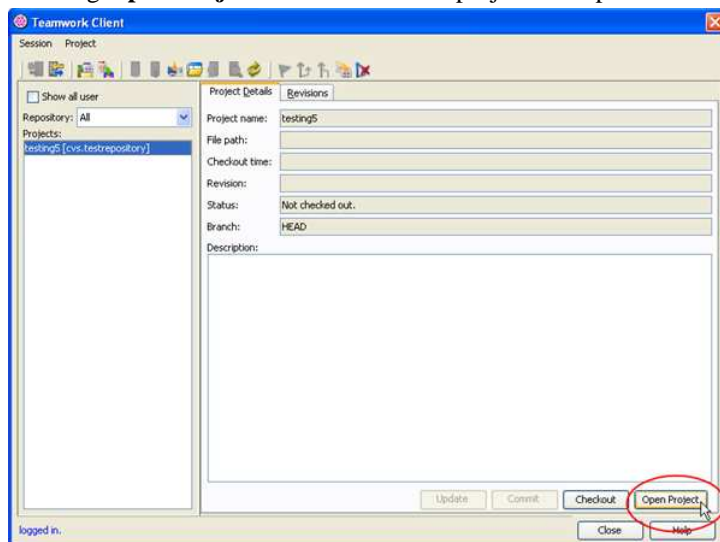 Teamwork Client
Session Project
Show all user
Repository: All
Projects:
testing5 [cvs.testrepository]
Project Details Revisions
Project name: testing5
File path:
Checkout time:
Revision:
Status: Not checked out.
Branch: HEAD
Description:
Update Commit Checkout Open Project
logged in. Close Help